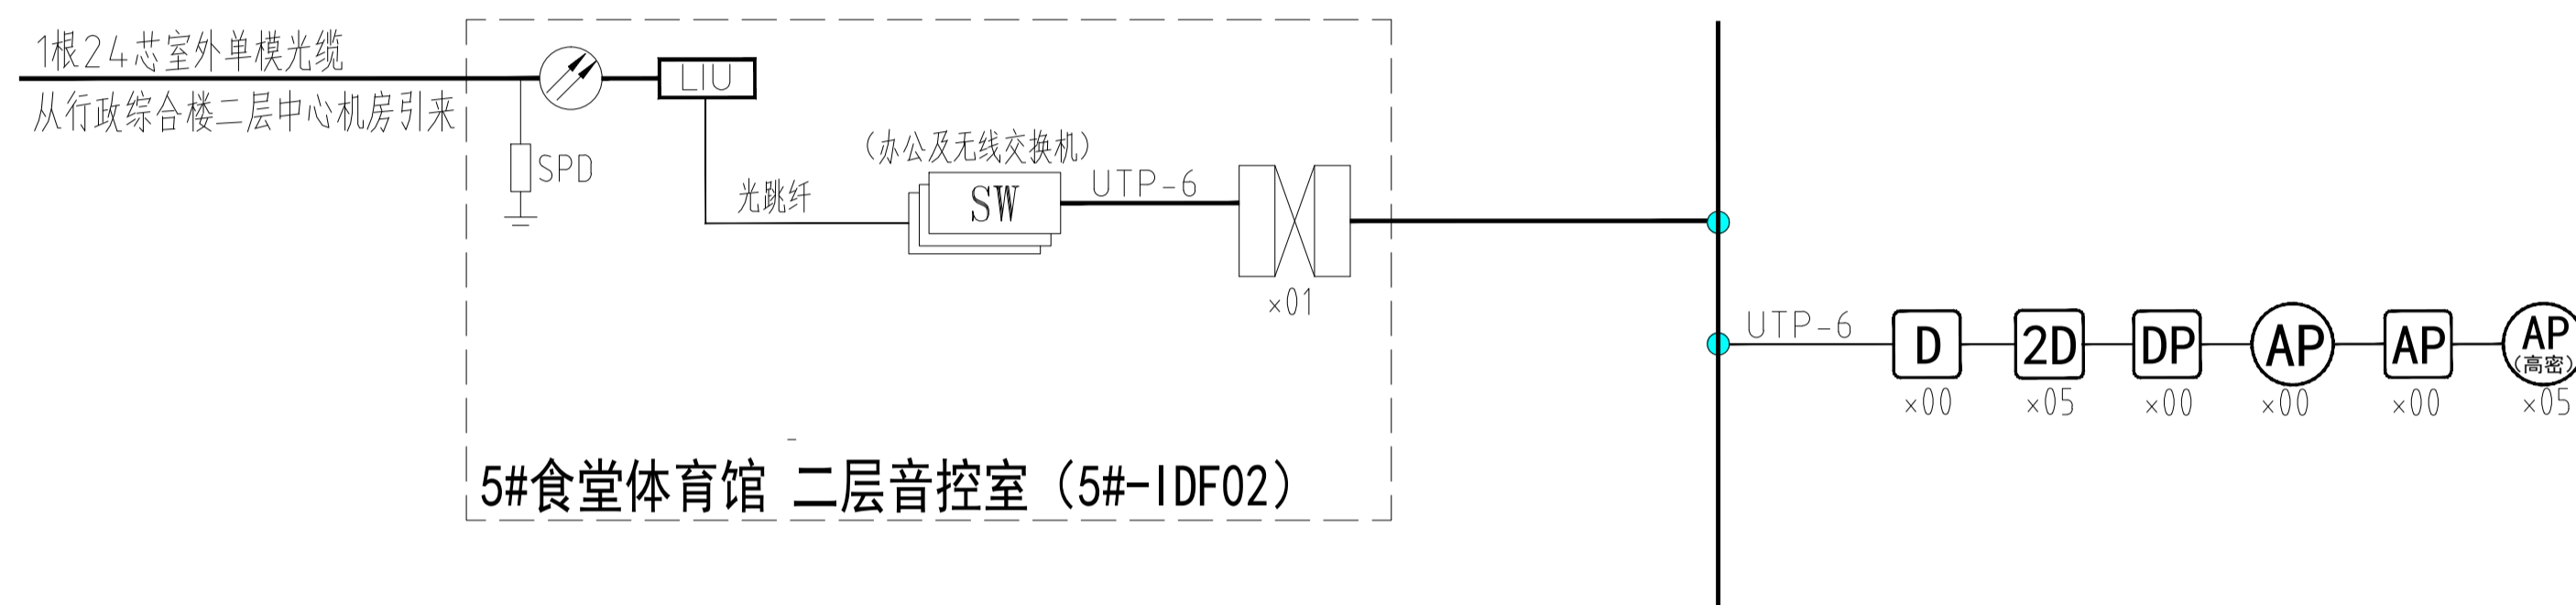 1根24芯室外单模光缆
从行政综合楼二层中心机房引来
LIU
SPD
(办公及无线交换机)
光跳纤
SW
UTP-6
×01
UTP-6
D
2D
DP
AP
AP
AP
(高密)
×00
×05
×00
×00
×00
×05
5#食堂体育馆 二层音控室（5#-IDF02）